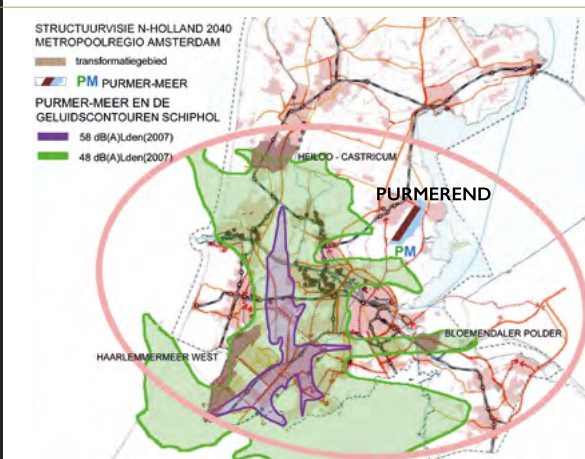 STRUCTUURVISIE N-HOLLAND 2040
METROPOOLREGIO AMSTERDAM
transformatiegebied
PM PURMER-MEER
PURMER-MEER EN DE
GELUIDSCONTOUREN SCHIPHOL
58 dB(A)Lden(2007)
48 dB(A)Lden(2007)
HEILOO - CASTRICUM
PURMEREND
PM
BLOEMENDALER POLDER
HAARLEMMERMEER WEST